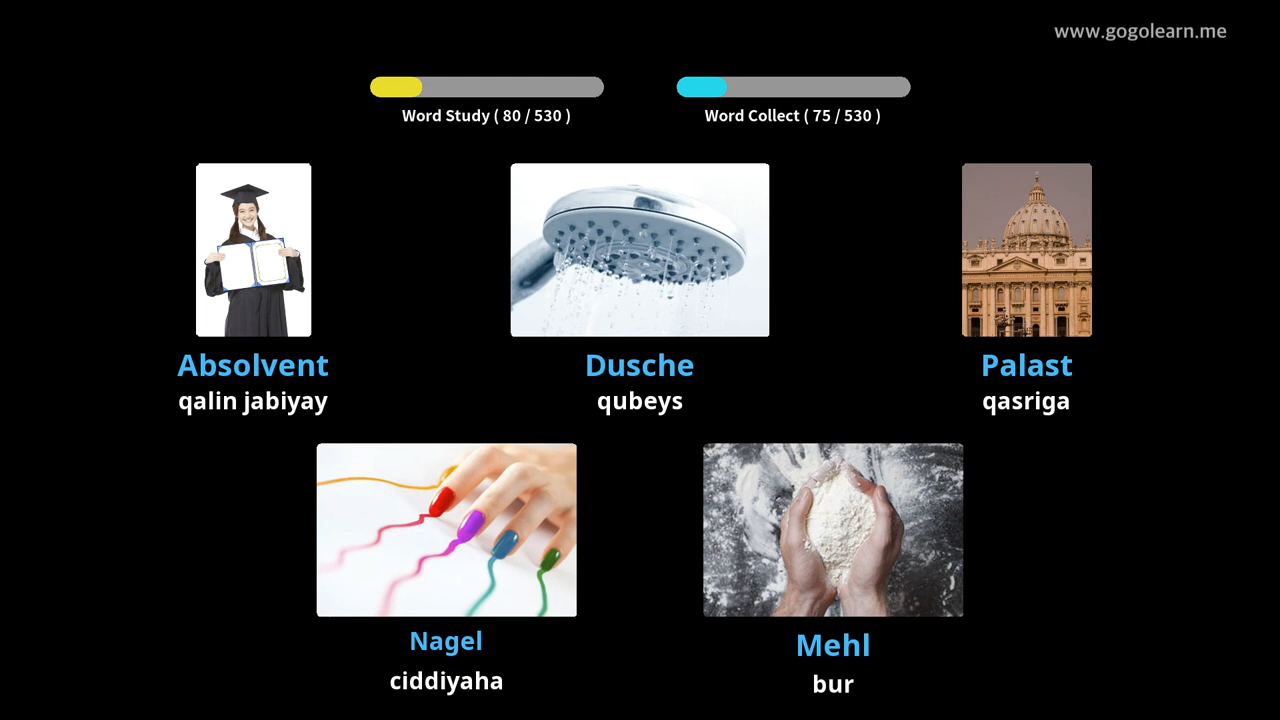 www.gogolearn.me
Word Study ( 80 / 530 )
Word Collect ( 75 / 530 )
Absolvent
qalin jabiyay
Dusche
qubeys
Palast
qasriga
Nagel
ciddiyaha
Mehl
bur